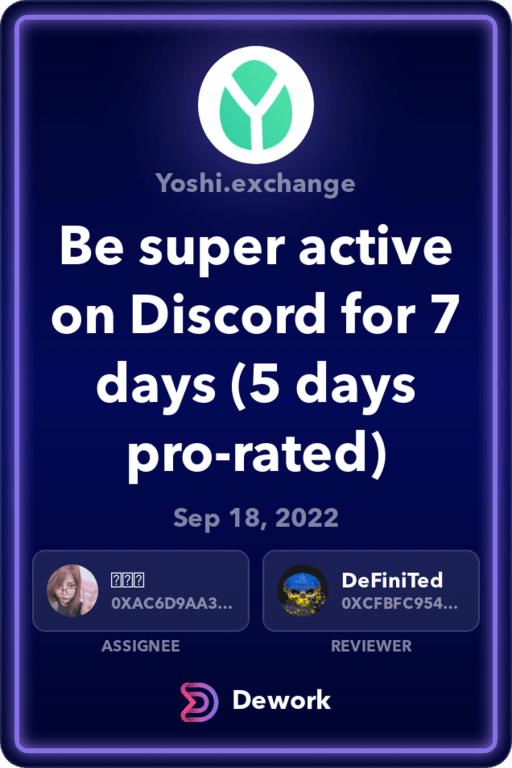 Yoshi.exchange
Be super active
on Discord for 7
days (5 days
pro-rated)
Sep 18, 2022
0XAC6D9AA3...
ASSIGNEE
DeFiniTed
0XCFBFC954...
REVIEWER
Dework